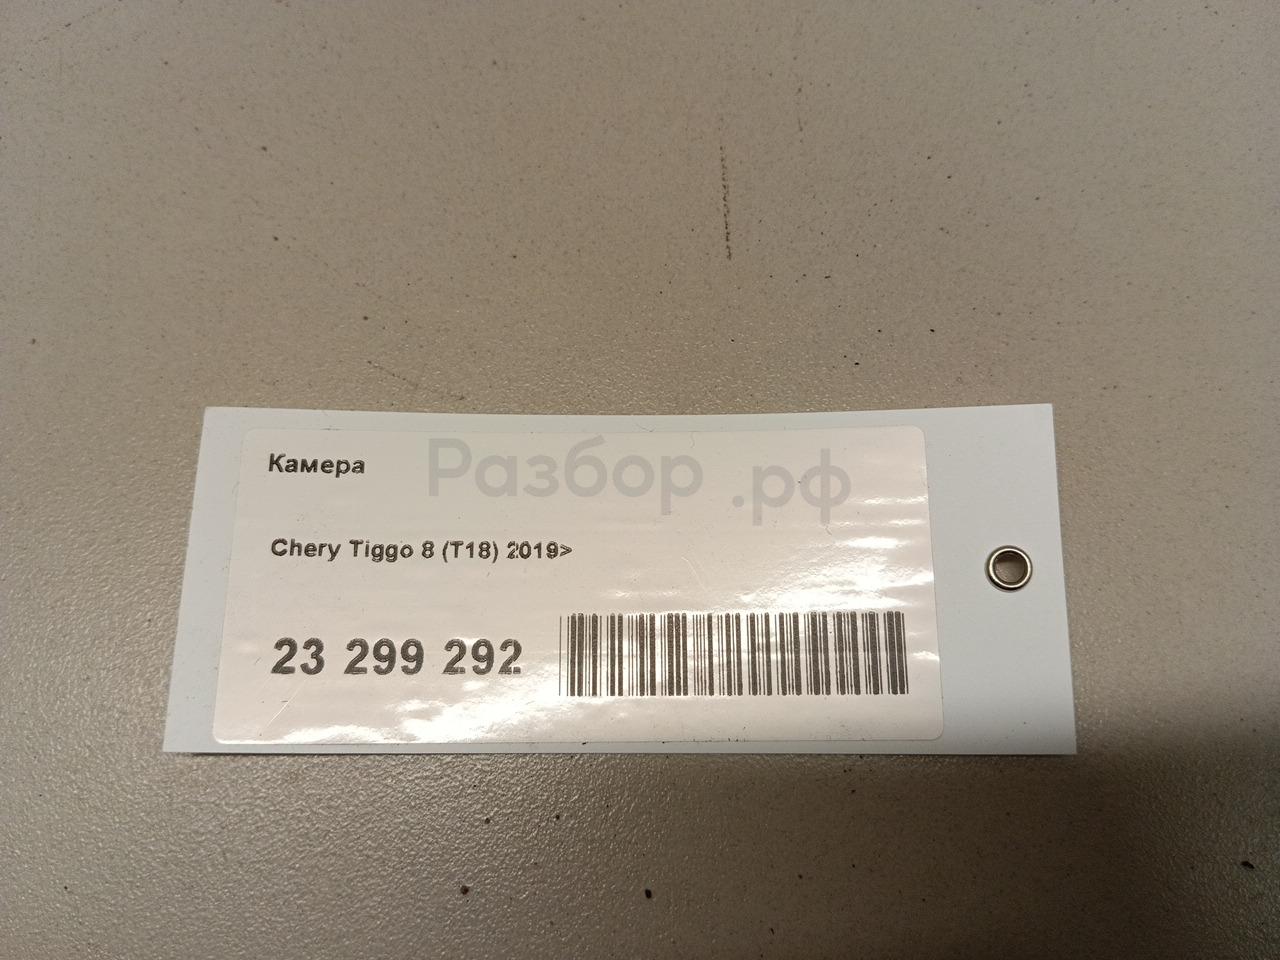 Камера
Разбор.рф
Chery Tiggo 8 (T18) 2019>
23 299 292